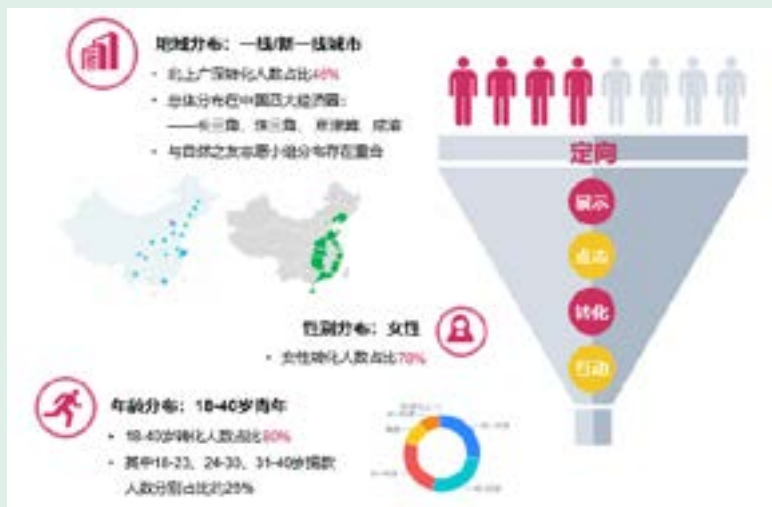 地域分布：一线/新一线城市
• 北上广深转化人数占比46%
• 总体分布在中国四大经济圈：
——长三角、珠三角、京津冀、成渝
• 与自然之友志愿小组分布存在重合
定向
展示
点击
转化
行动
性别分布：女性
• 女性转化人数占比78%
年龄分布：18-40岁青年
• 18-40岁转化人数占比80%
• 其中18-23、24-30、31-40岁捐款
人数分别占比约25%